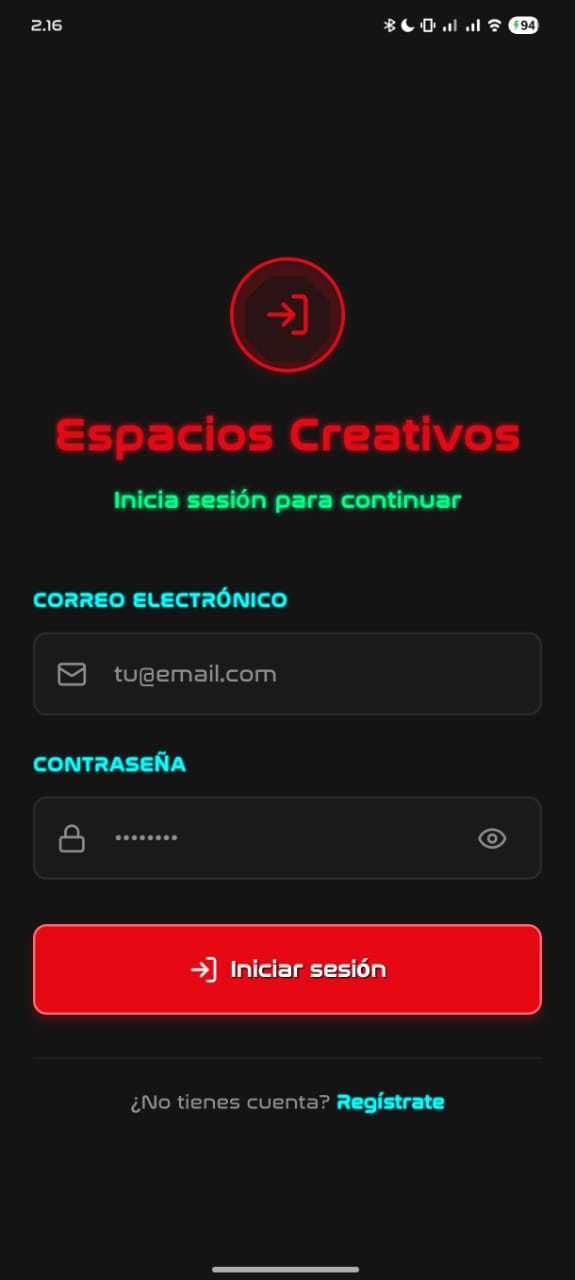 2.16
94
Espacios Creativos
Inicia sesión para continuar
CORREO ELECTRÓNICO
tu@email.com
CONTRASEÑA
••••••••
Iniciar sesión
¿No tienes cuenta? Regístrate